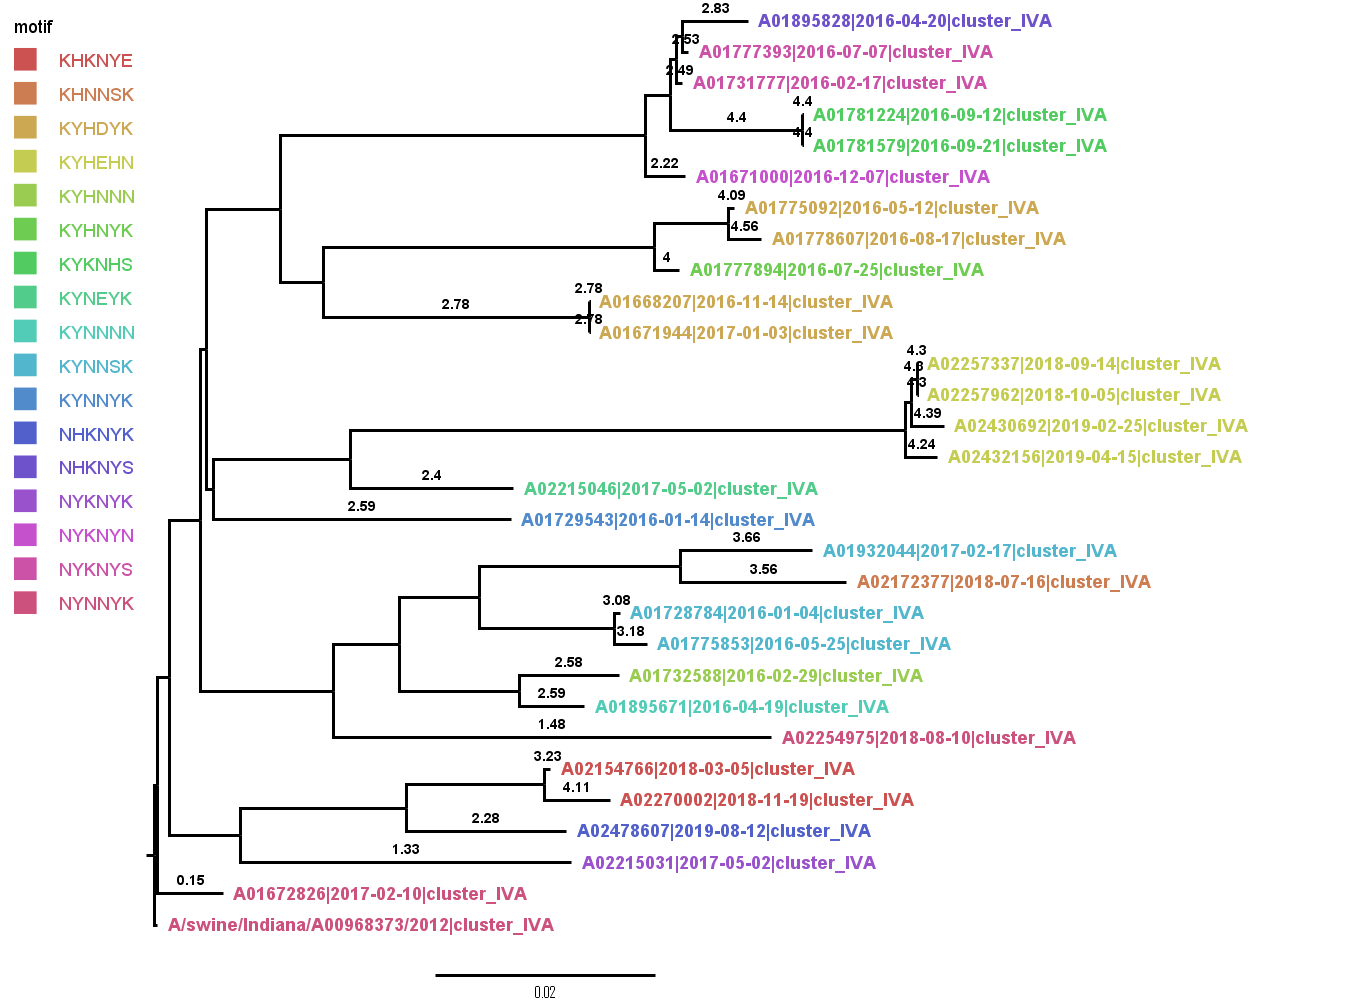 motif
KHKNYE
KHNNSK
KYHDYK
KYHEHN
KYHNNN
KYHNYK
KYKNHS
KYNEYK
KYNNNN
KYNNSK
KYNNYK
NHKNYK
NHKNYS
NYKNYK
NYKNYN
NYKNYS
NYNNYK
2.83
A01895828|2016-04-20|cluster_IVA
2.53
A01777393|2016-07-07|cluster_IVA
2.49
A01731777|2016-02-17|cluster_IVA
4.4
4.4
A01781224|2016-09-12|cluster_IVA
4.4
A01781579|2016-09-21|cluster_IVA
2.22
A01671000|2016-12-07|cluster_IVA
4.09
A01775092|2016-05-12|cluster_IVA
4.56
A01778607|2016-08-17|cluster_IVA
4
A01777894|2016-07-25|cluster_IVA
2.78
2.78
A01668207|2016-11-14|cluster_IVA
2.78
A01671944|2017-01-03|cluster_IVA
4.3
4.3
A02257337|2018-09-14|cluster_IVA
4.3
A02257962|2018-10-05|cluster_IVA
4.39
A02430692|2019-02-25|cluster_IVA
4.24
A02432156|2019-04-15|cluster_IVA
2.4
A02215046|2017-05-02|cluster_IVA
2.59
A01729543|2016-01-14|cluster_IVA
3.66
A01932044|2017-02-17|cluster_IVA
3.56
A02172377|2018-07-16|cluster_IVA
3.08
A01728784|2016-01-04|cluster_IVA
3.18
A01775853|2016-05-25|cluster_IVA
2.58
A01732588|2016-02-29|cluster_IVA
2.59
A01895671|2016-04-19|cluster_IVA
1.48
A02254975|2018-08-10|cluster_IVA
3.23
A02154766|2018-03-05|cluster_IVA
4.11
A02270002|2018-11-19|cluster_IVA
2.28
A02478607|2019-08-12|cluster_IVA
1.33
A02215031|2017-05-02|cluster_IVA
0.15
A01672826|2017-02-10|cluster_IVA
A/swine/Indiana/A00968373/2012|cluster_IVA
0.02